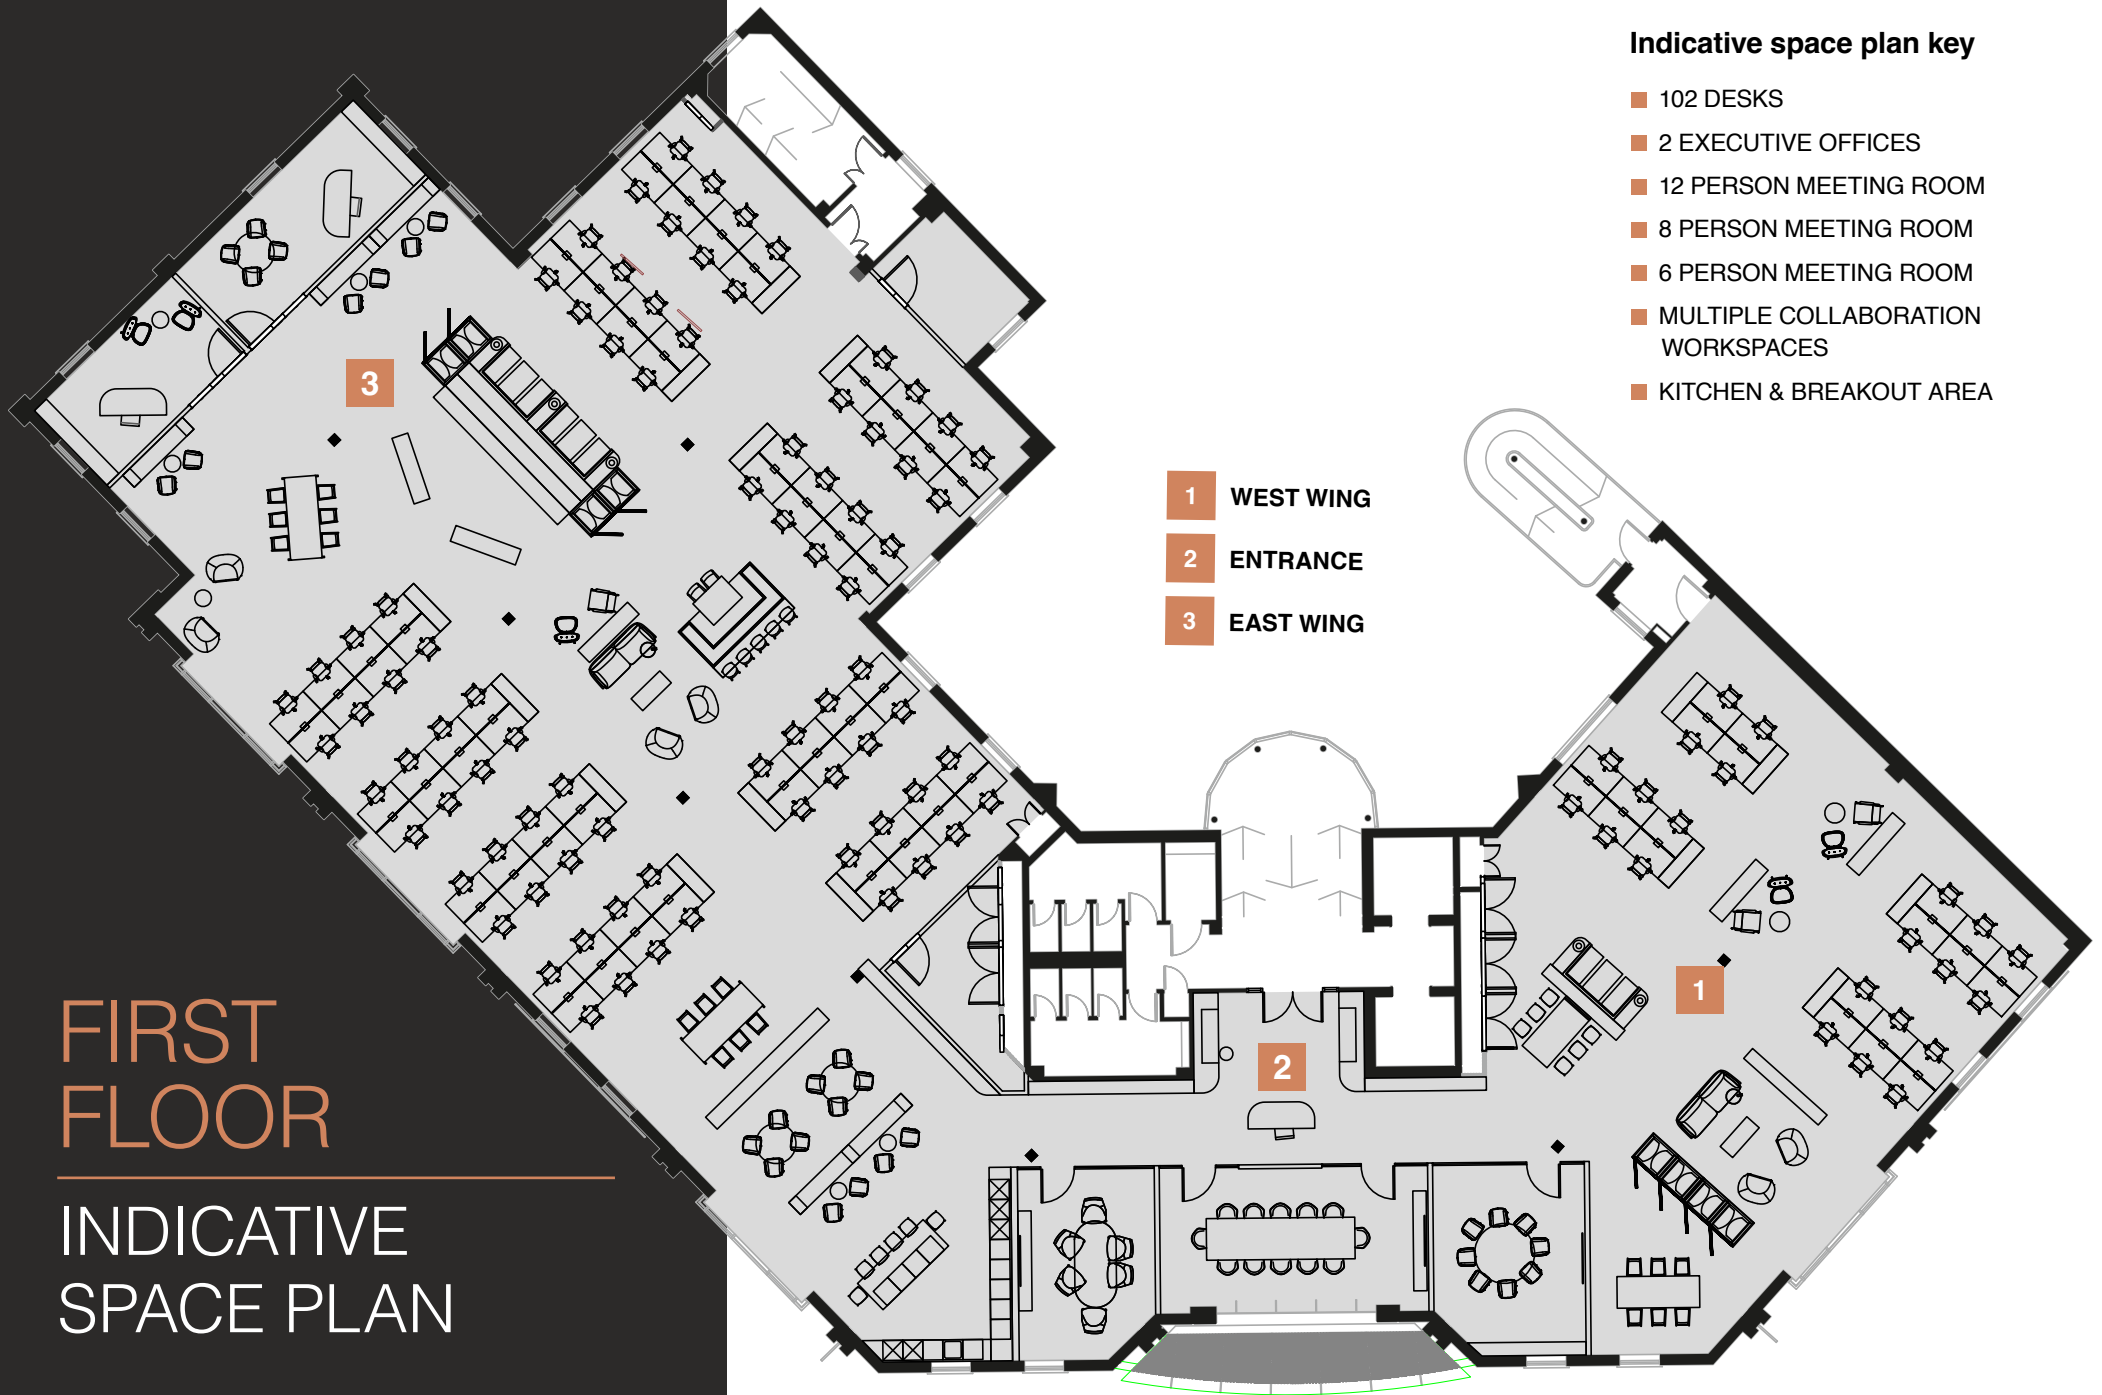 Indicative space plan key
102 DESKS
2 EXECUTIVE OFFICES
12 PERSON MEETING ROOM
8 PERSON MEETING ROOM
6 PERSON MEETING ROOM
MULTIPLE COLLABORATION
WORKSPACES
KITCHEN & BREAKOUT AREA
3
1 WEST WING
2 ENTRANCE
3 EAST WING
1
2
FIRST
FLOOR
INDICATIVE
SPACE PLAN